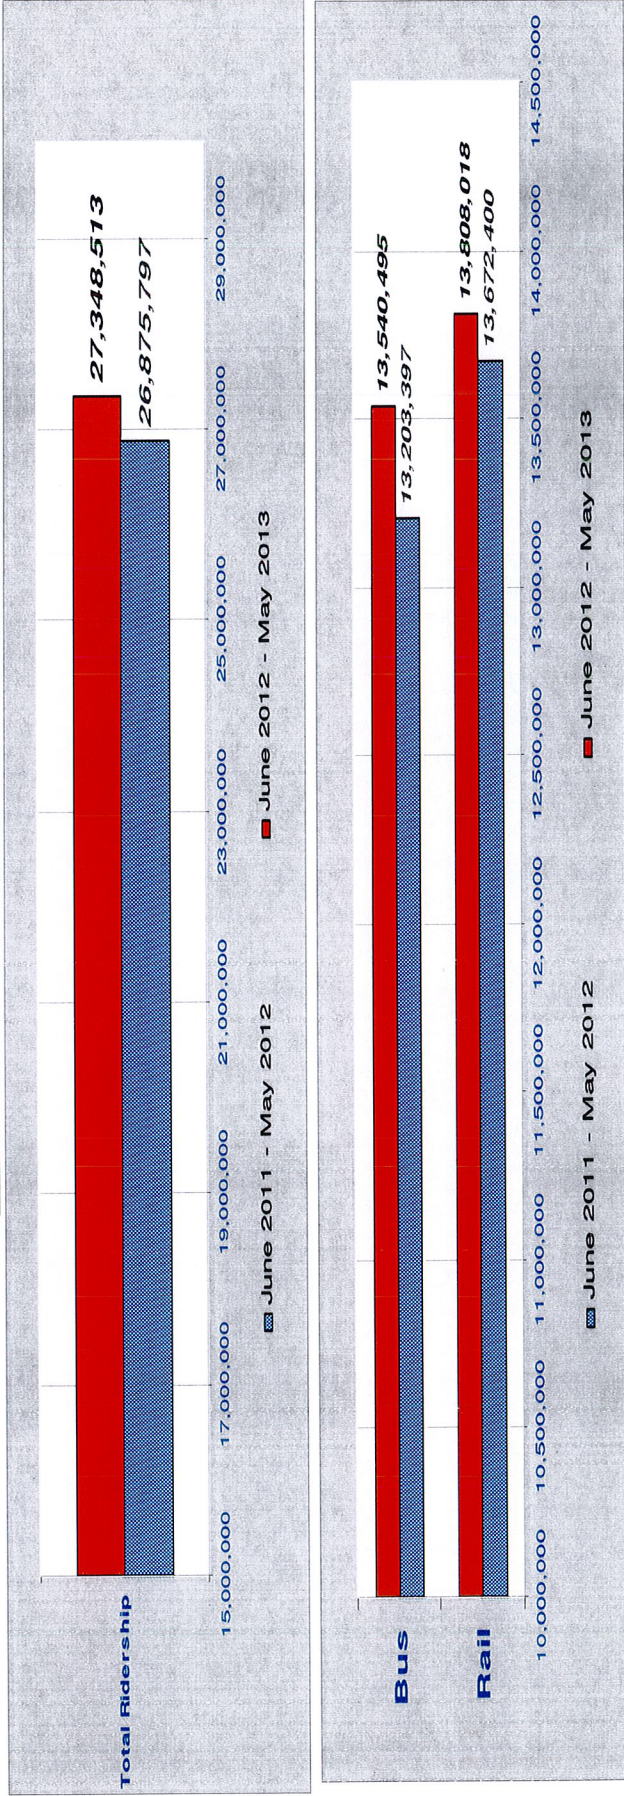 27,348,513
Total Ridership
26,875,797
15,000,000 17,000,000 19,000,000 21,000,000 23,000,000 25,000,000 27,000,000 29,000,000
June 2011 - May 2012 June 2012 - May 2013
13,540,495
Bus
13,203,397
13,808,018
Rail
13,672,400
10,000,000 10,500,000 11,000,000 11,500,000 12,000,000 12,500,000 13,000,000 13,500,000 14,000,000 14,500,000
June 2011 - May 2012 June 2012 - May 2013